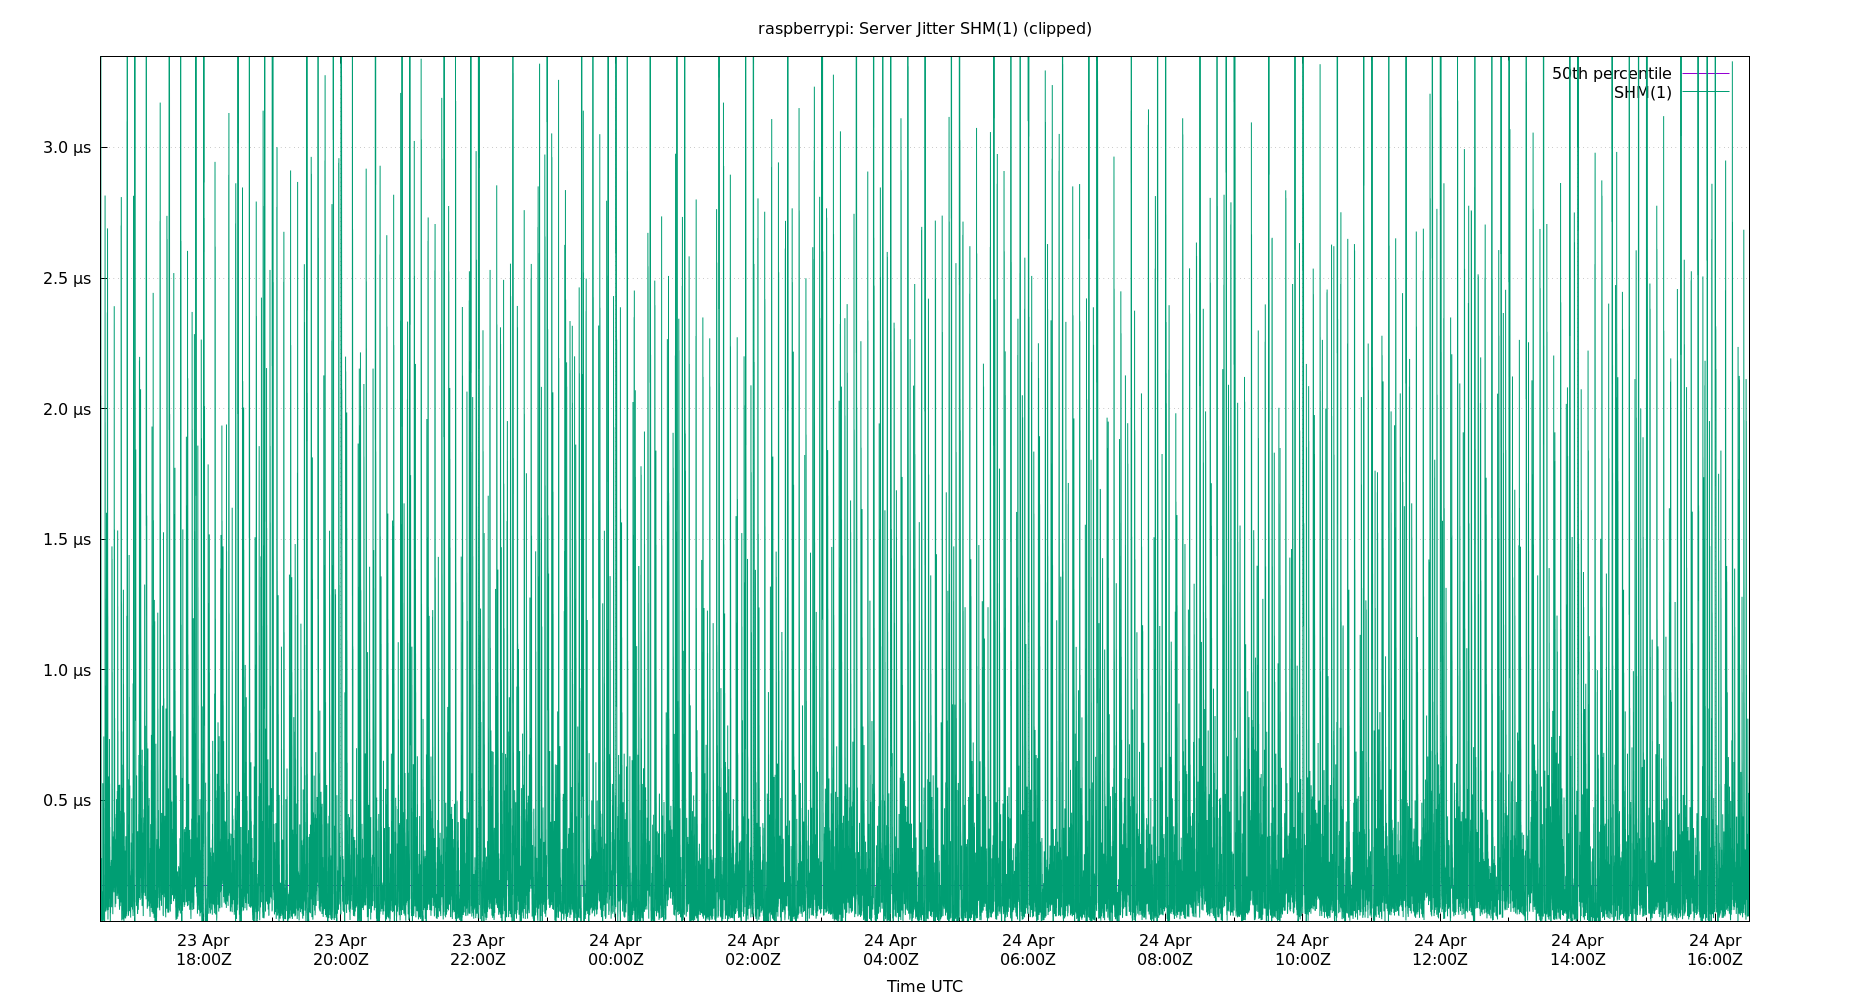 raspberrypi: Server Jitter SHM(1) (clipped)
50th percentile
SHM(1)
3.0 µs
2.5 µs
2.0 µs
1.5 µs
1.0 µs
0.5 µs
23 Apr 23 Apr 23 Apr 24 Apr 24 Apr 24 Apr 24 Apr 24 Apr 24 Apr 24 Apr 24 Apr 24 Apr
18:00Z 20:00Z 22:00Z 00:00Z 02:00Z 04:00Z 06:00Z 08:00Z 10:00Z 12:00Z 14:00Z 16:00Z
Time UTC